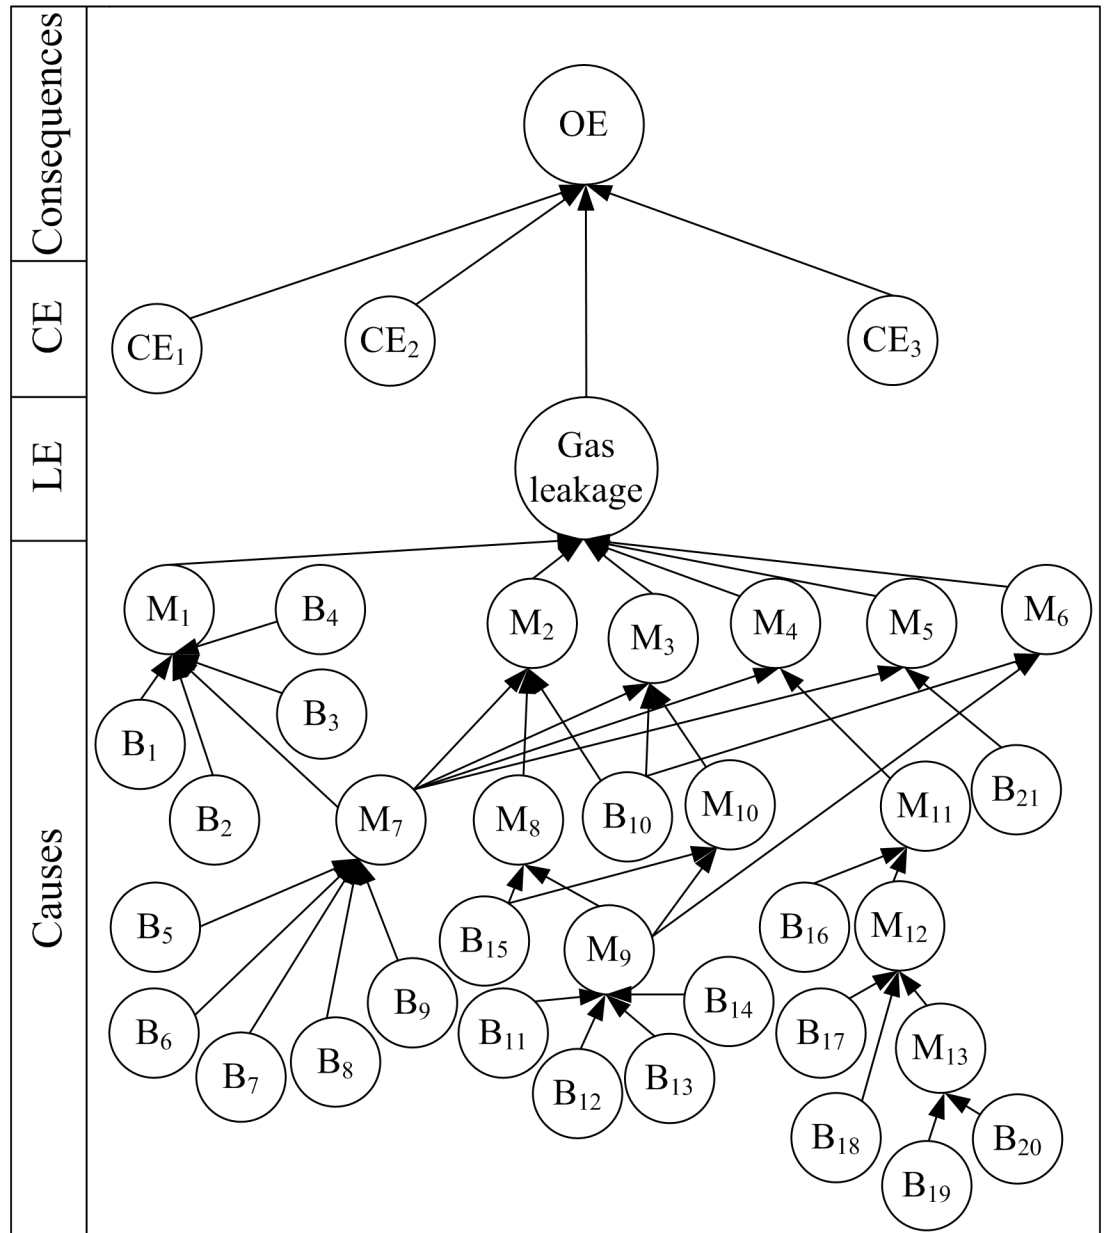 Consequences
OE
CE
CE₁
CE₂
CE₃
LE
Gas
leakage
Causes
M₁
B₄
M₂
M₃
M₄
M₅
M₆
B₃
B₁
B₂
M₇
M₈
B₁₀
M₁₀
M₁₁
B₂₁
B₅
B₁₅
M₉
B₁₆
M₁₂
B₆
B₇
B₈
B₉
B₁₁
B₁₂
B₁₃
B₁₄
B₁₇
M₁₃
B₁₈
B₁₉
B₂₀